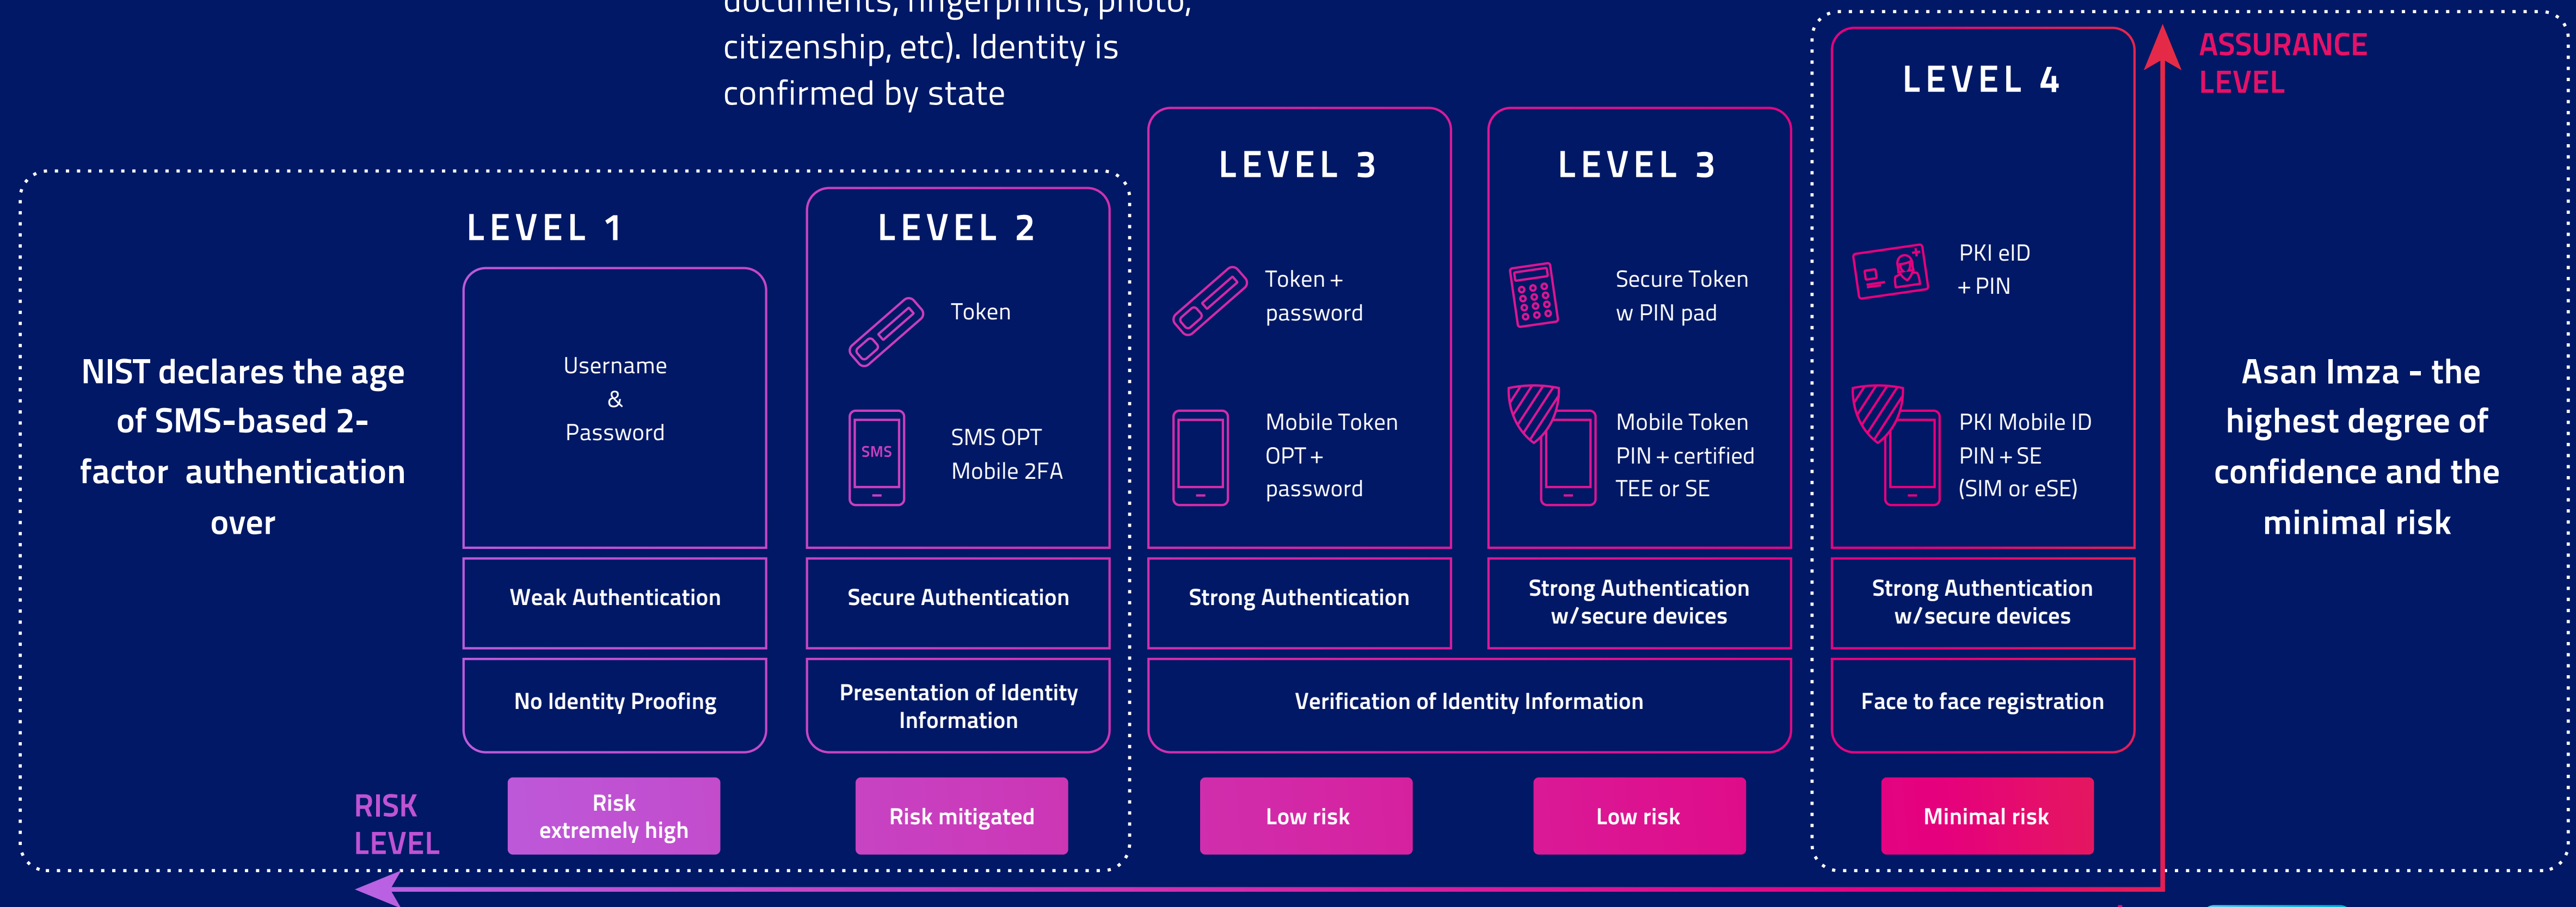 documents, fingerprints, photo,
citizenship, etc). Identity is
confirmed by state
ASSURANCE
LEVEL
NIST declares the age
of SMS-based 2-
factor authentication
over
LEVEL 1
Username
&
Password
Weak Authentication
No Identity Proofing
Risk
extremely high
LEVEL 2
Token
SMS
SMS OPT
Mobile 2FA
Secure Authentication
Presentation of Identity
Information
Risk mitigated
LEVEL 3
Token +
password
Mobile Token
OPT +
password
Strong Authentication
LEVEL 3
Secure Token
w PIN pad
Mobile Token
PIN + certified
TEE or SE
Strong Authentication
w/secure devices
Verification of Identity Information
Low risk
Low risk
LEVEL 4
PKI eID
+ PIN
PKI Mobile ID
PIN + SE
(SIM or eSE)
Strong Authentication
w/secure devices
Face to face registration
Minimal risk
Asan Imza - the
highest degree of
confidence and the
minimal risk
RISK
LEVEL